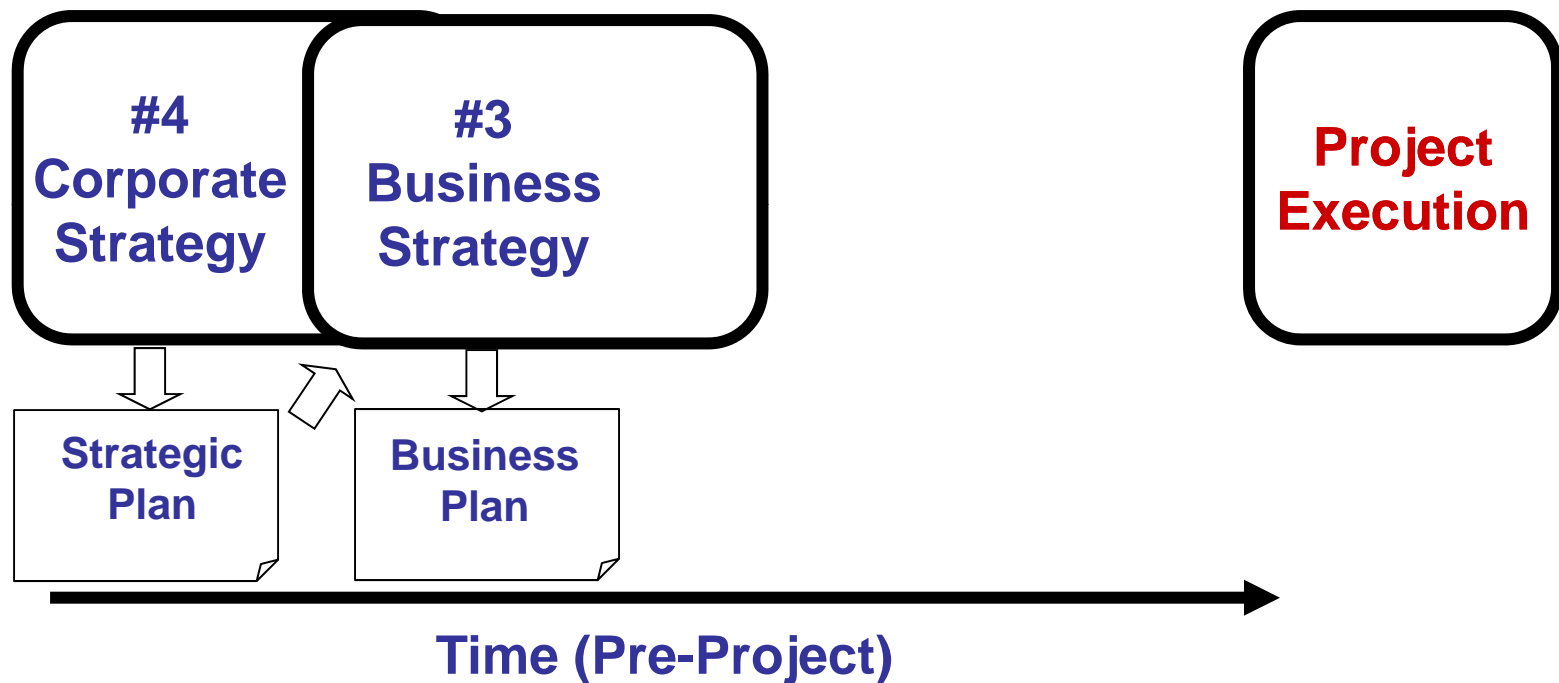 #4
Corporate
Strategy
#3
Business
Strategy
Project
Execution
Strategic
Plan
Business
Plan
Time (Pre-Project)